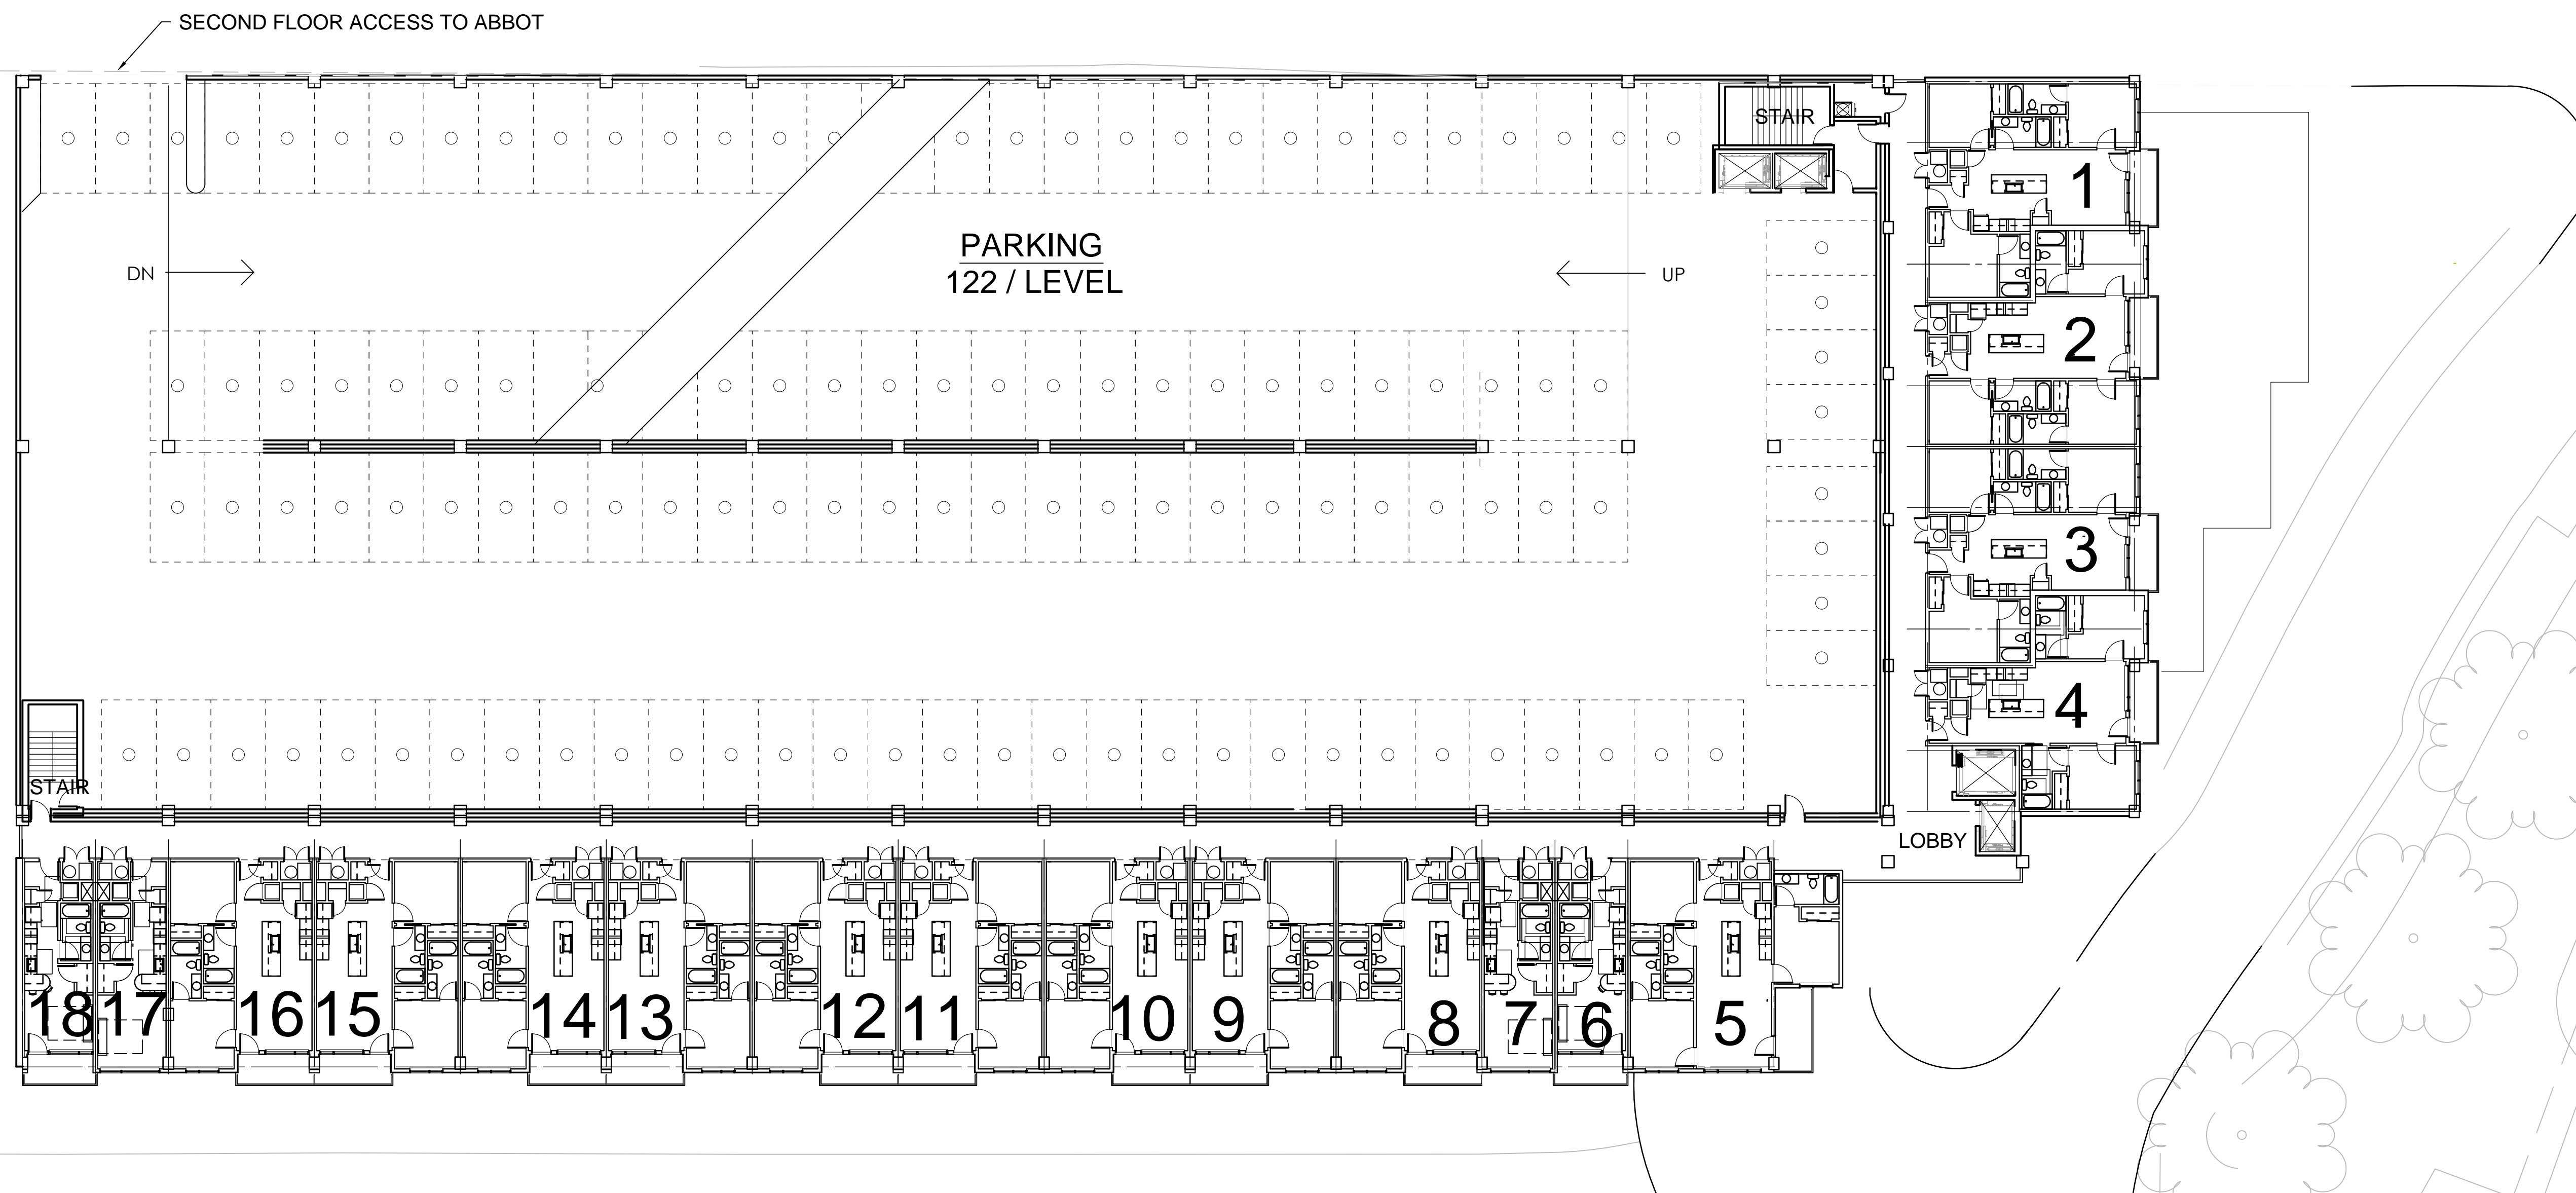 SECOND FLOOR ACCESS TO ABBOT
STAIR
1
PARKING
122 / LEVEL
DN
UP
2
3
4
STAIR
LOBBY
18 17 16 15 14 13 12 11 10 9 8 7 6 5